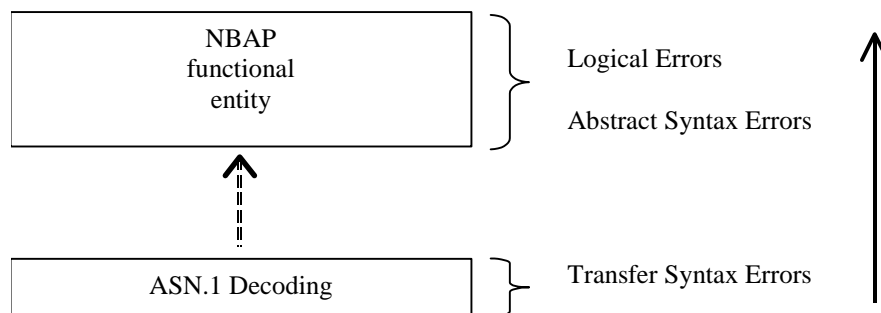 NBAP
functional
entity
Logical Errors
Abstract Syntax Errors
ASN.1 Decoding
Transfer Syntax Errors